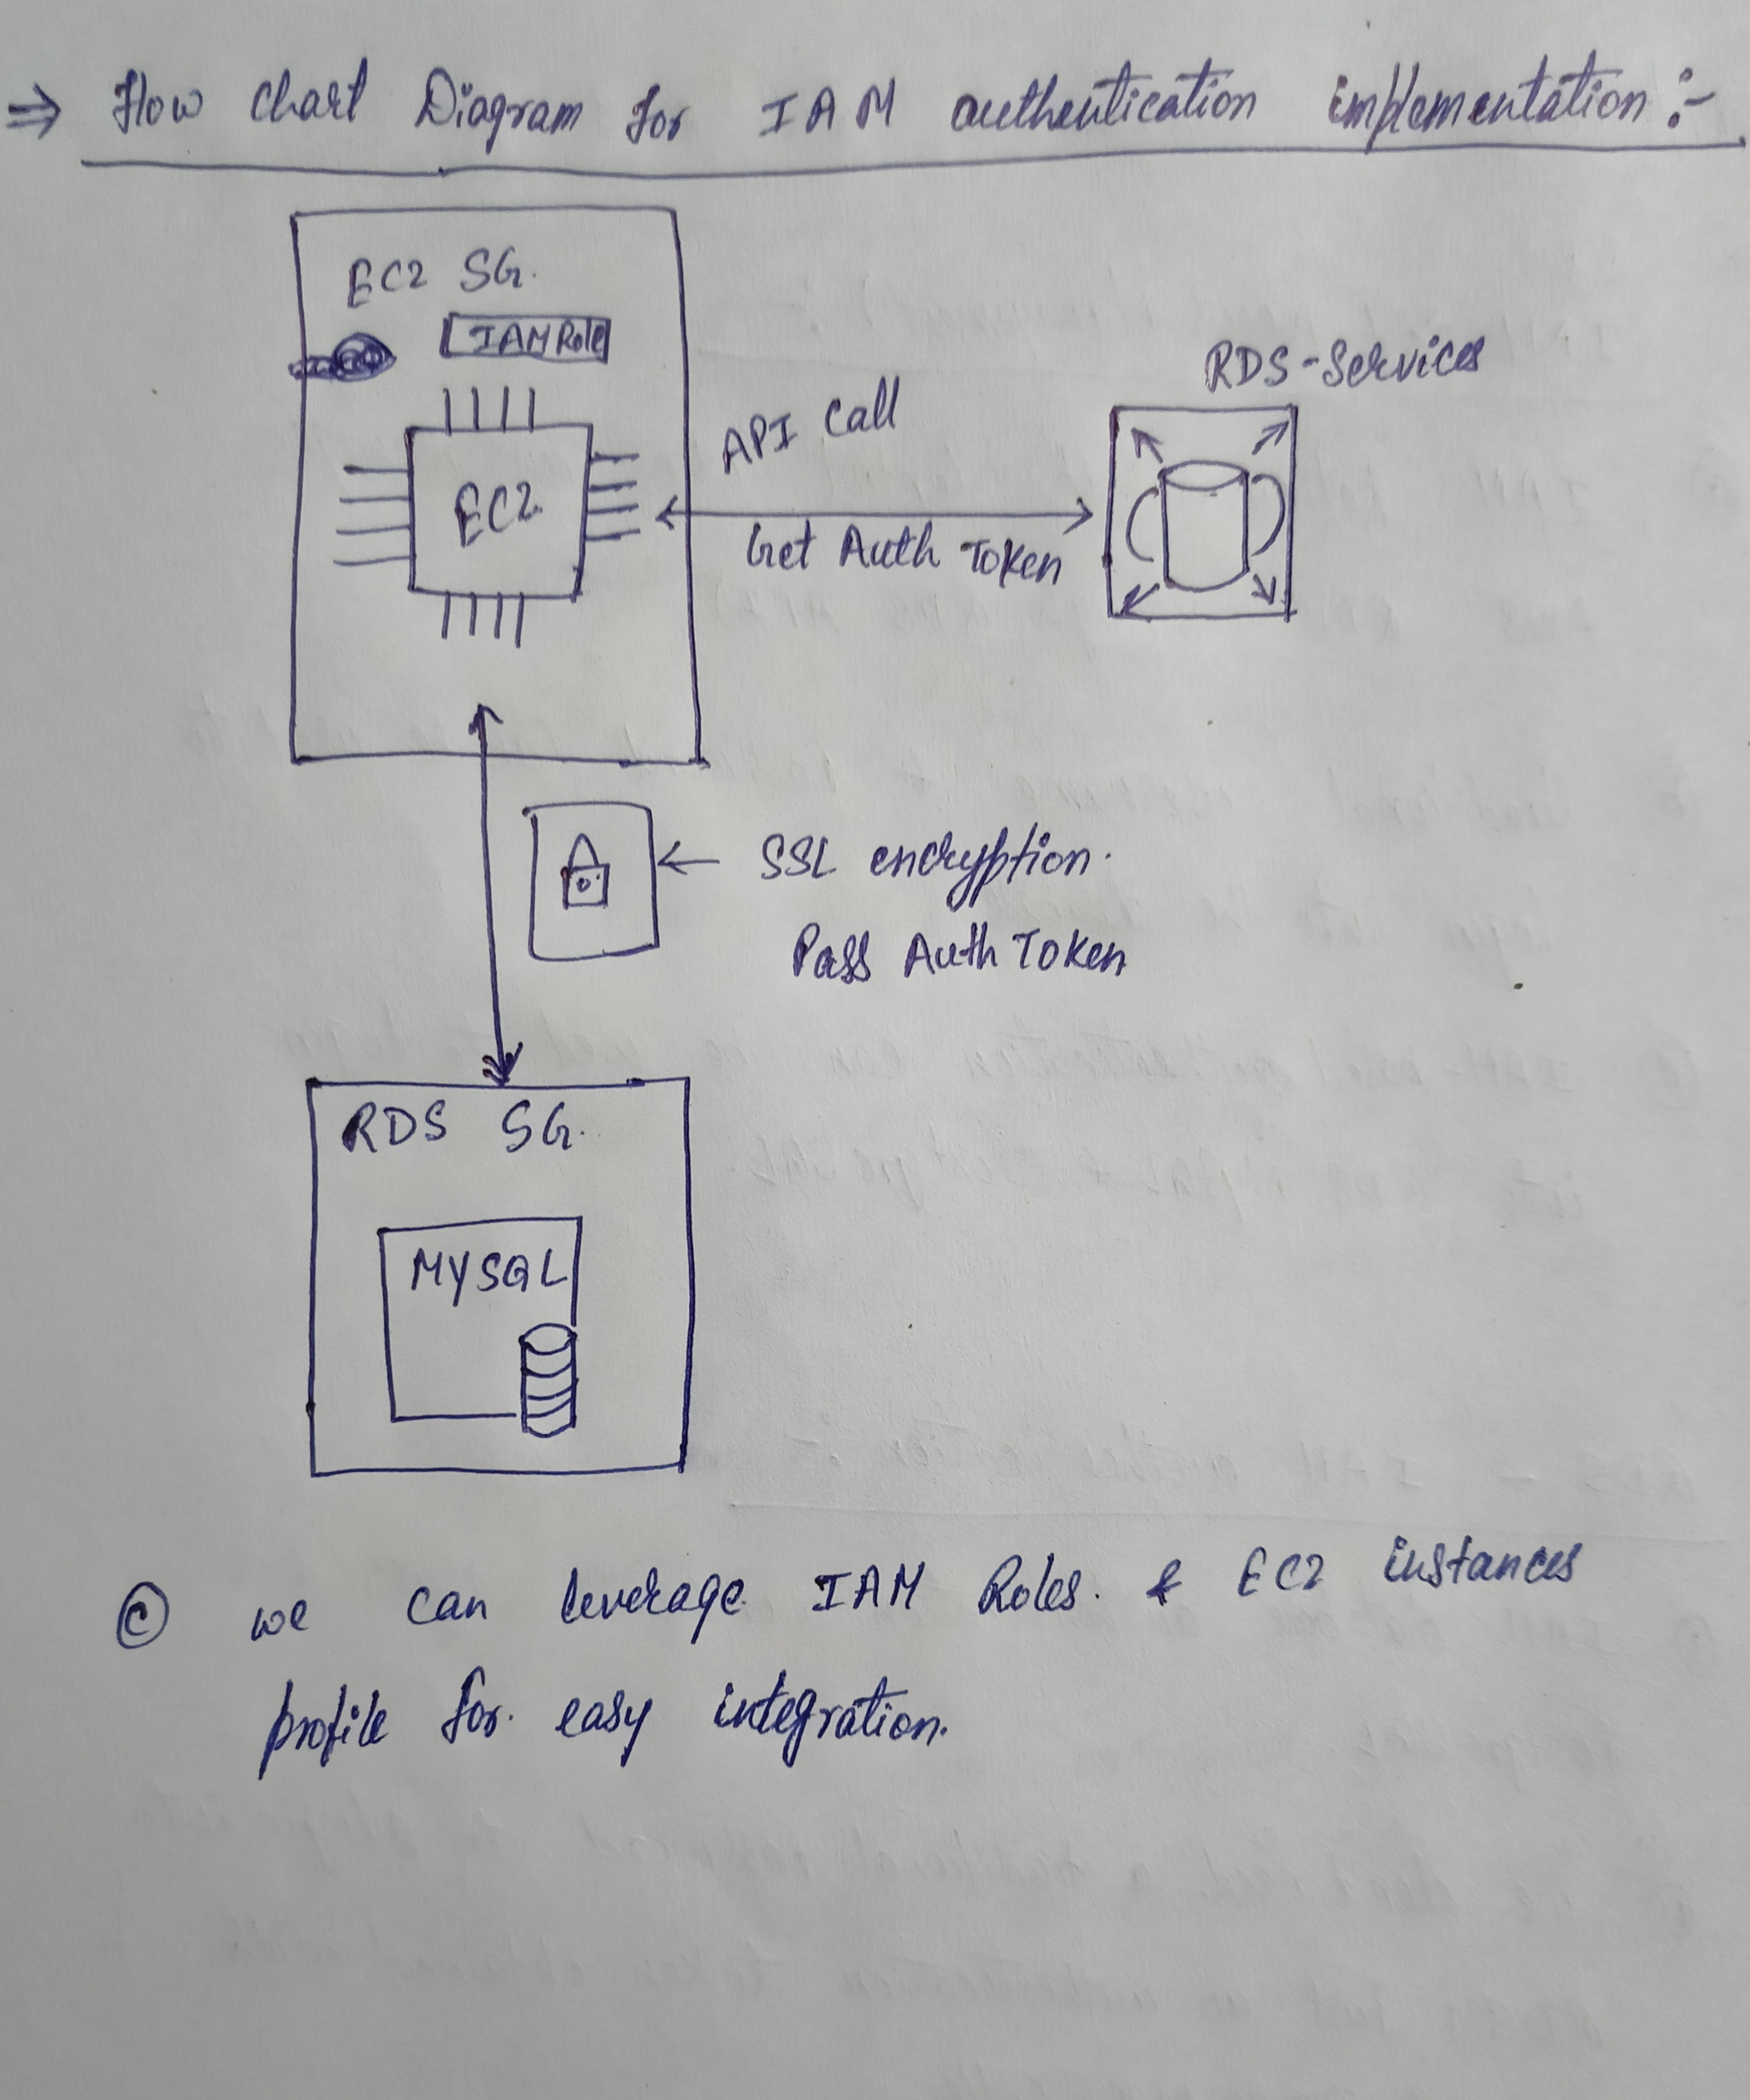 ⇒ Flow chart Diagram for IAM authentication implementation :-
EC2 SG.
IAM Role
EC2
API Call
Get Auth Token
RDS-Services
SSL encryption.
Pass Auth Token
RDS SG.
MYSQL
© we can leverage IAM Roles. & EC2 instances
profile for. easy integration.